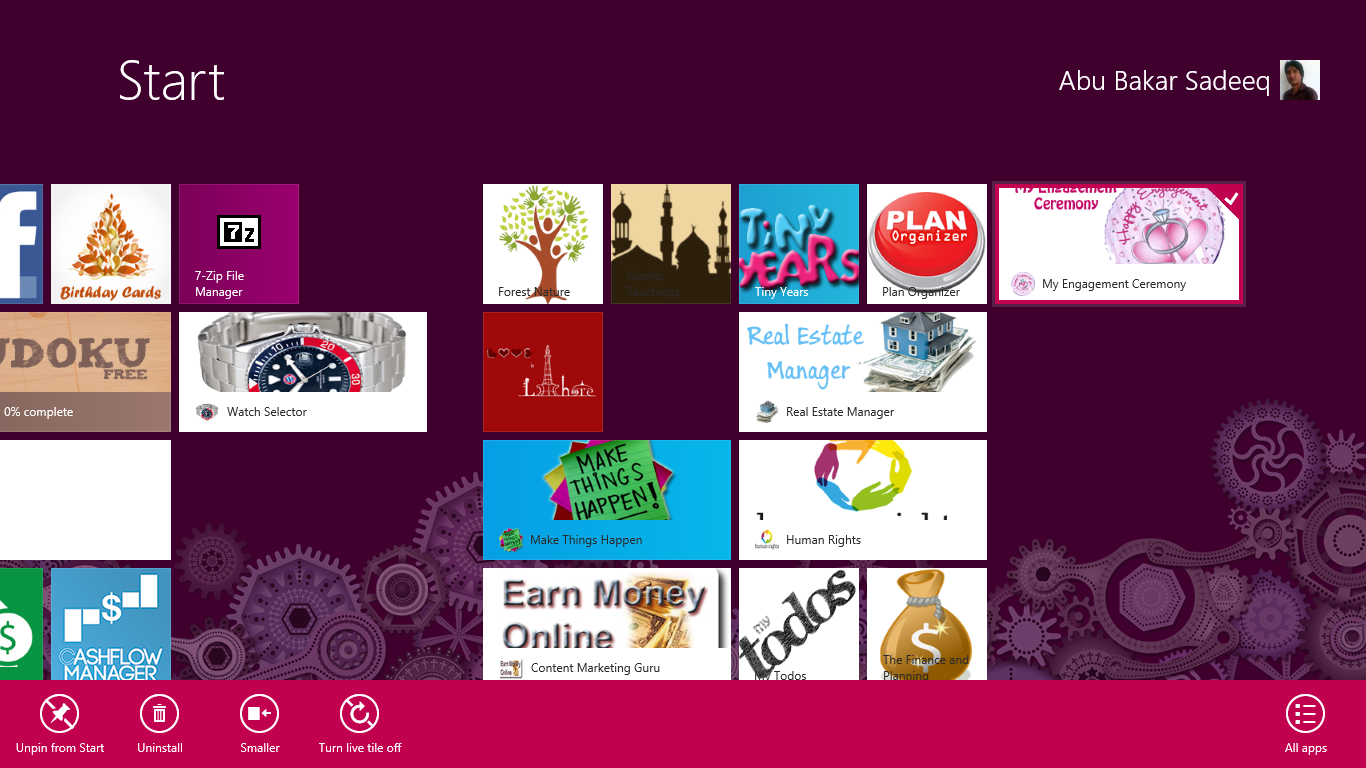 Start
Abu Bakar Sadeeq
f
Birthday Cards
7z
7-Zip File
Manager
Forest Nature
Islamic
Teachings
TiNY
YEARS
Tiny Years
PLAN
Organizer
Plan Organizer
My Engagement
Ceremony
Happy Engagement
My Engagement Ceremony
UDOKU
FREE
0% complete
Watch Selector
LOVE
is
Lahore
Real Estate
Manager
Real Estate Manager
MAKE
THINGS
HAPPEN!
Make Things Happen
human rights
Human Rights
$
$
CASHFLOW
MANAGER
Earn Money
Online
Content Marketing Guru
my
todos
My Todos
$
The Finance and
Planning
Unpin from Start
Uninstall
Smaller
Turn live tile off
All apps